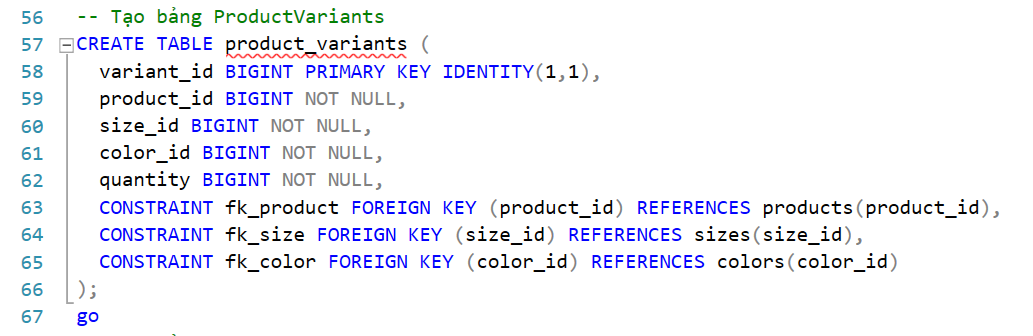 56 -- Tạo bảng ProductVariants
57 CREATE TABLE product_variants (
58 variant_id BIGINT PRIMARY KEY IDENTITY(1,1),
59 product_id BIGINT NOT NULL,
60 size_id BIGINT NOT NULL,
61 color_id BIGINT NOT NULL,
62 quantity BIGINT NOT NULL,
63 CONSTRAINT fk_product FOREIGN KEY (product_id) REFERENCES products(product_id),
64 CONSTRAINT fk_size FOREIGN KEY (size_id) REFERENCES sizes(size_id),
65 CONSTRAINT fk_color FOREIGN KEY (color_id) REFERENCES colors(color_id)
66 );
67 go